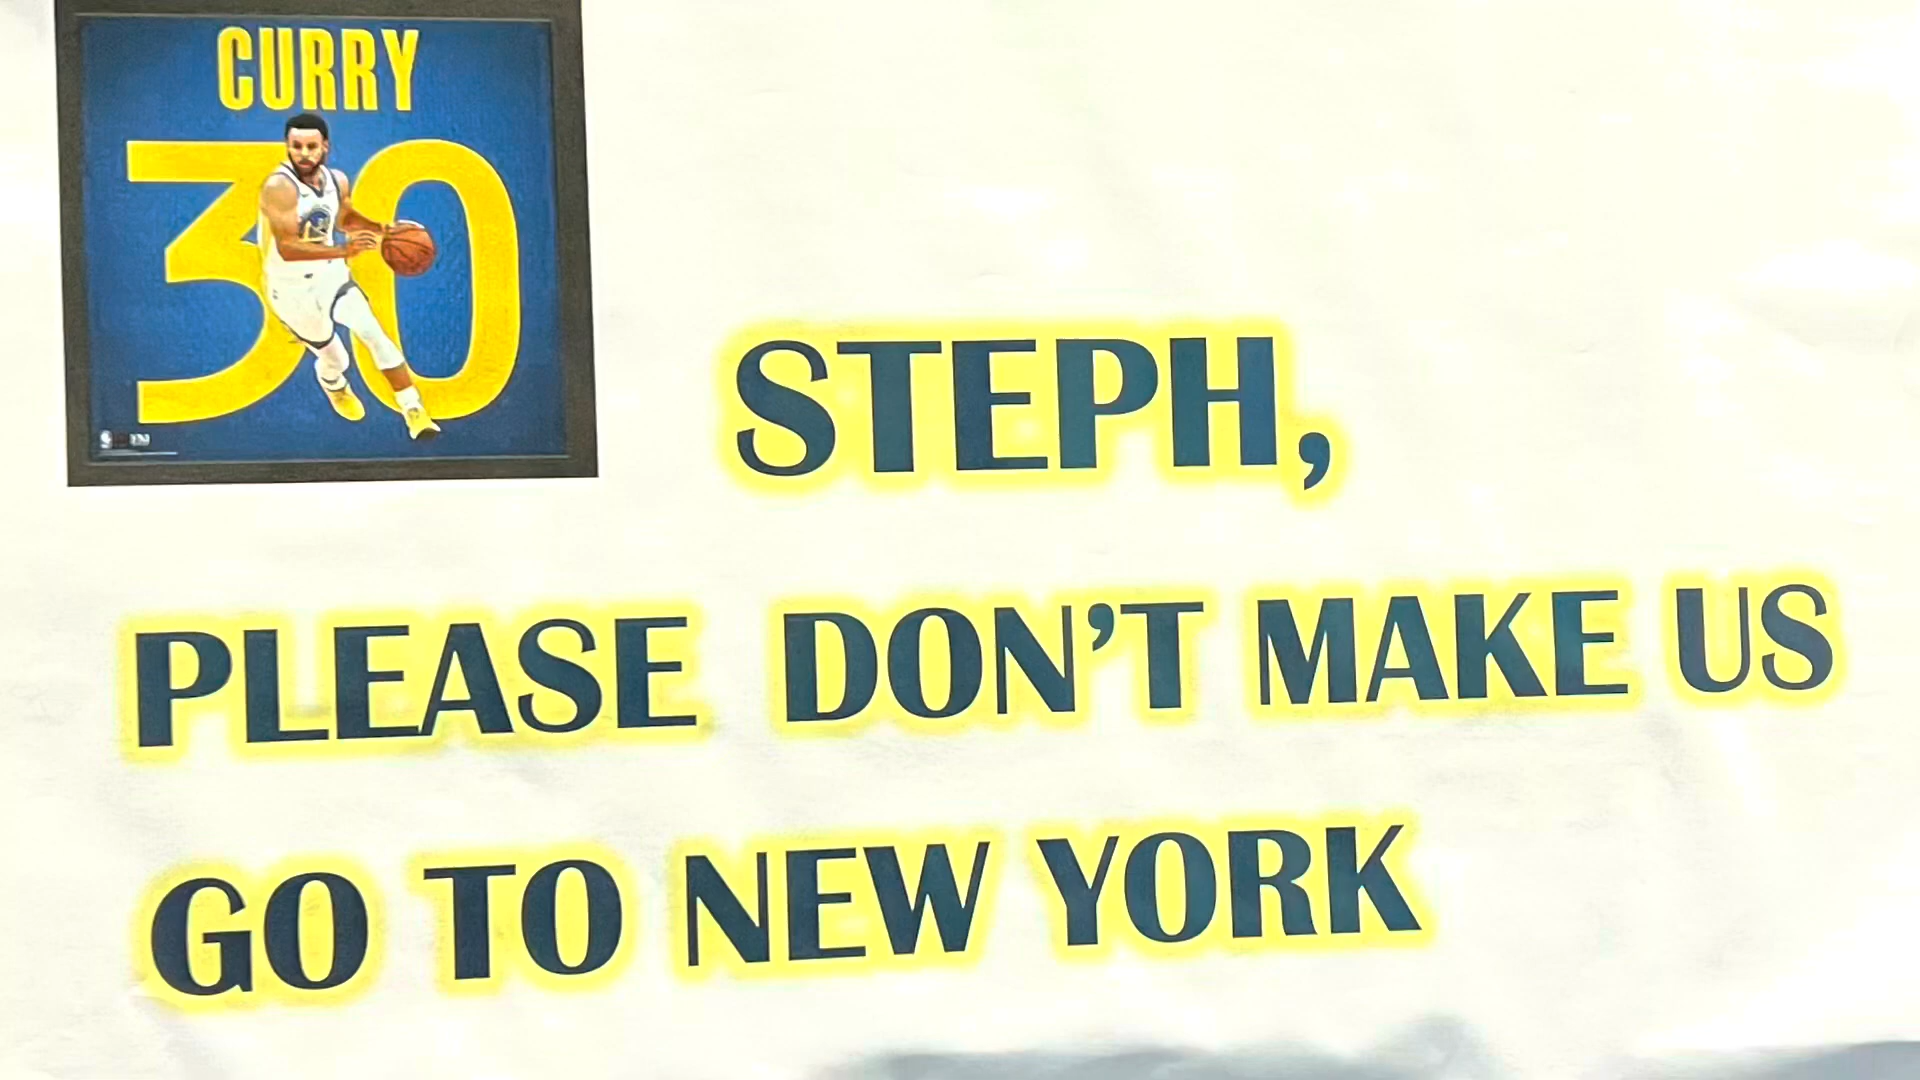 CURRY
30
STEPH,
PLEASE DON'T MAKE US
GO TO NEW YORK